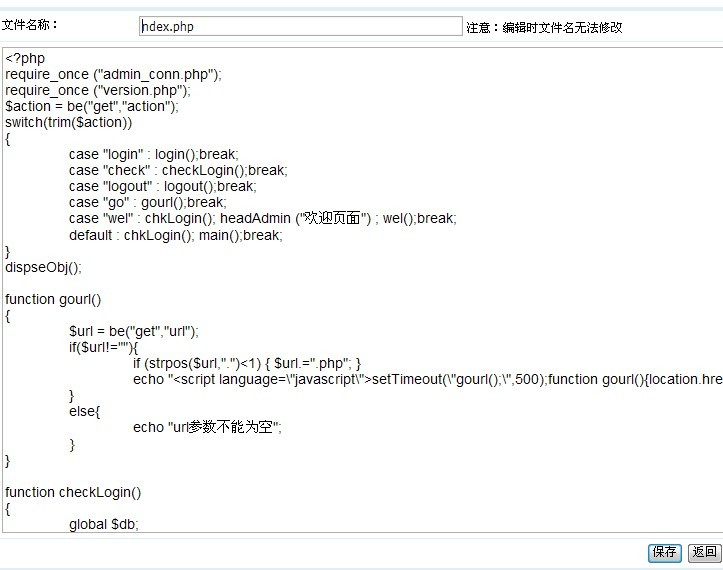 文件名称： ndex.php 注意：编辑时文件名无法修改
<?php
require_once ("admin_conn.php");
require_once ("version.php");
$action = be("get","action");
switch(trim($action))
{
case "login" : login();break;
case "check" : checkLogin();break;
case "logout" : logout();break;
case "go" : gourl();break;
case "wel" : chkLogin(); headAdmin ("欢迎页面") ; wel();break;
default : chkLogin(); main();break;
}
dispseObj();
function gourl()
{
$url = be("get","url");
if($url!=""){
if (strpos($url,".")<1) { $url.=".php"; }
echo "<script language=\"javascript\">setTimeout(\"gourl();\",500);function gourl(){location.hre
}
else{
echo "url参数不能为空";
}
}
function checkLogin()
{
global $db;
保存 返回